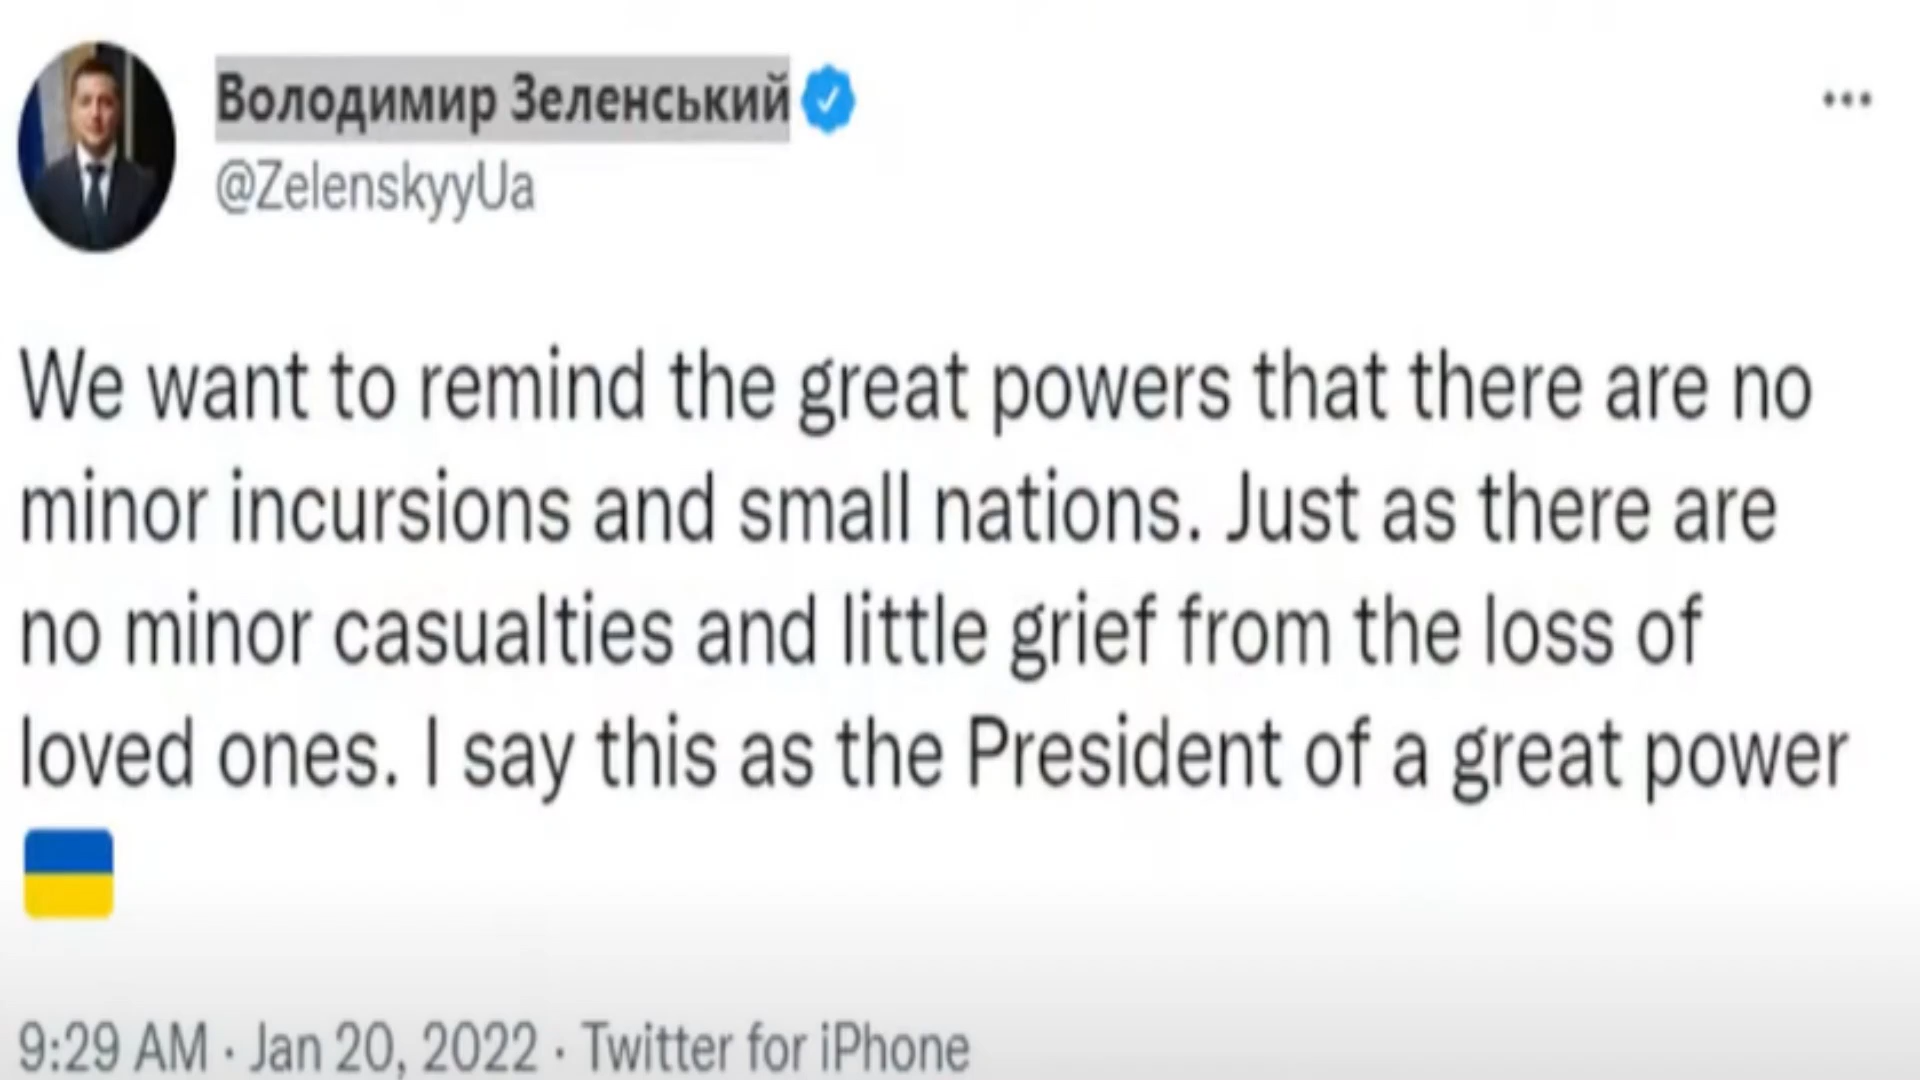 Володимир Зеленський
@ZelenskyyUa
We want to remind the great powers that there are no
minor incursions and small nations. Just as there are
no minor casualties and little grief from the loss of
loved ones. I say this as the President of a great power
9:29 AM · Jan 20, 2022 · Twitter for iPhone